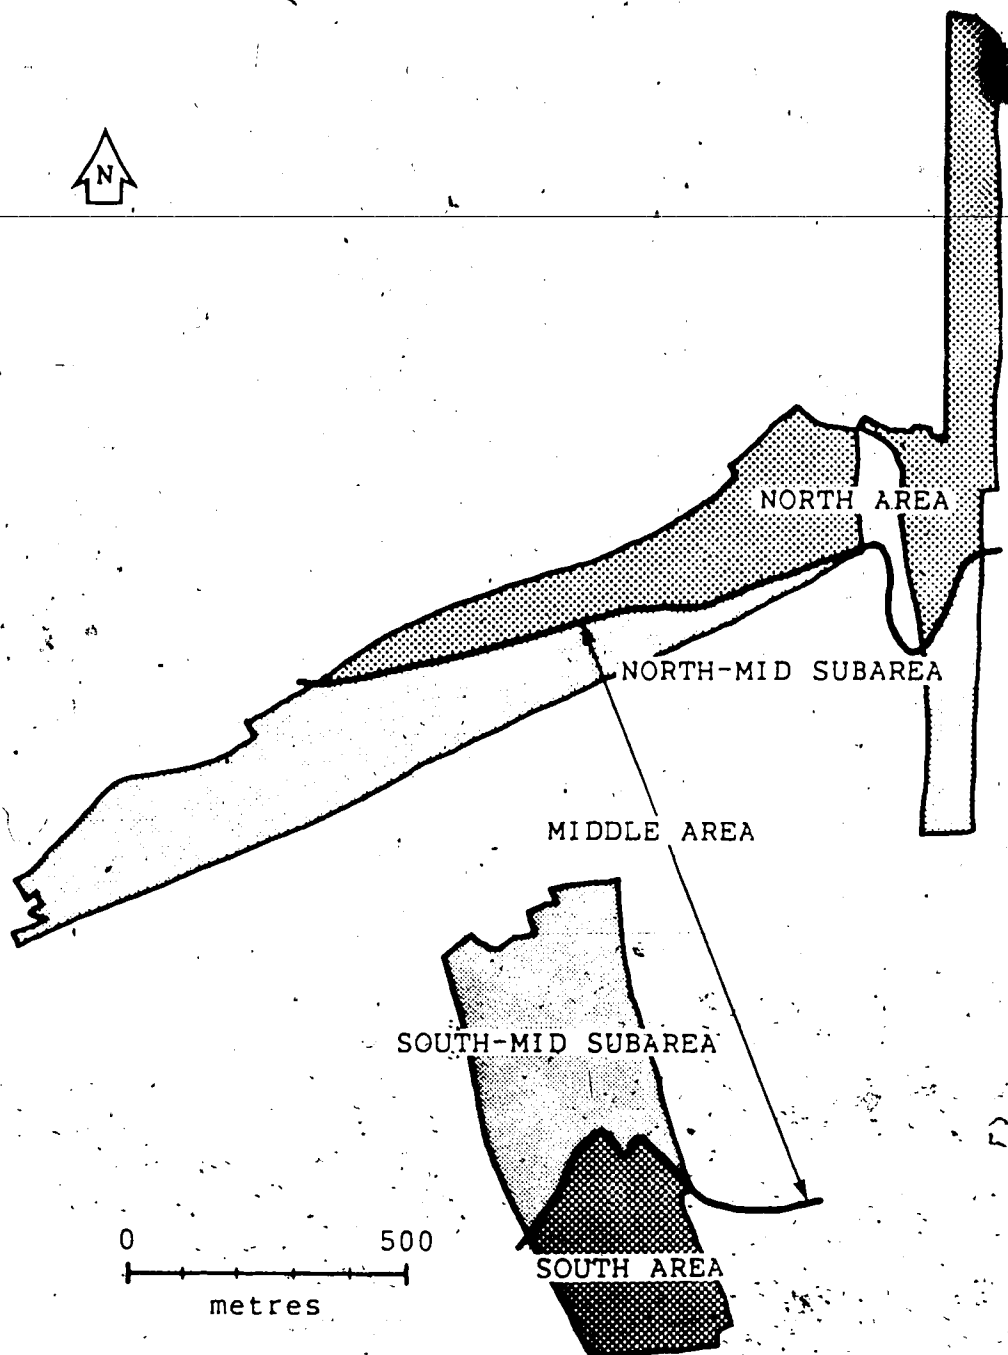 N
NORTH AREA
NORTH-MID SUBAREA
MIDDLE AREA
SOUTH-MID SUBAREA
0 500
metres
SOUTH AREA